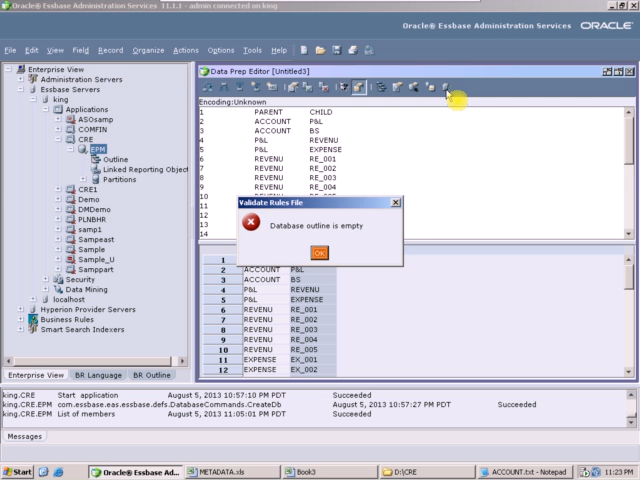 Oracle® Essbase Administration Services 11.1.1 - admin connected on king
Oracle® Essbase Administration Services ORACLE
File Edit View Field Record Organize Actions Options Tools Help
Enterprise View
Administration Servers
Essbase Servers
king
Applications
ASOsamp
COMFIN
CRE
EPM
Outline
Linked Reporting Object
Partitions
CRE1
Demo
DMDemo
PLNBHR
samp1
Sampeast
Sample
Sample_U
Samppart
Security
Data Mining
localhost
Hyperion Provider Servers
Business Rules
Smart Search Indexers
Enterprise View BR Language BR Outline
Data Prep Editor [Untitled3]
Encoding:Unknown
1 PARENT CHILD
2 ACCOUNT P&L
3 ACCOUNT BS
4 P&L REVENU
5 P&L EXPENSE
6 REVENU RE_001
7 REVENU RE_002
8 REVENU RE_003
9 REVENU RE_004
10
11
12
13
14
Validate Rules File
Database outline is empty
OK
1
2 ACCOUNT P&L
3 ACCOUNT BS
4 P&L REVENU
5 P&L EXPENSE
6 REVENU RE_001
7 REVENU RE_002
8 REVENU RE_003
9 REVENU RE_004
10 REVENU RE_005
11 EXPENSE EX_001
12 EXPENSE EX_002
king.CRE Start application August 5, 2013 10:57:10 PM PDT Succeeded
king.CRE.EPM com.essbase.eas.essbase.defs.DatabaseCommands.CreateDb August 5, 2013 10:57:27 PM PDT Succeeded
king.CRE.EPM List of members August 5, 2013 11:05:01 PM PDT Succeeded
Messages
Start Oracle® Essbase Ad... METADATA.xls Book3 D:\CRE ACCOUNT.txt - Notepad 11:23 PM